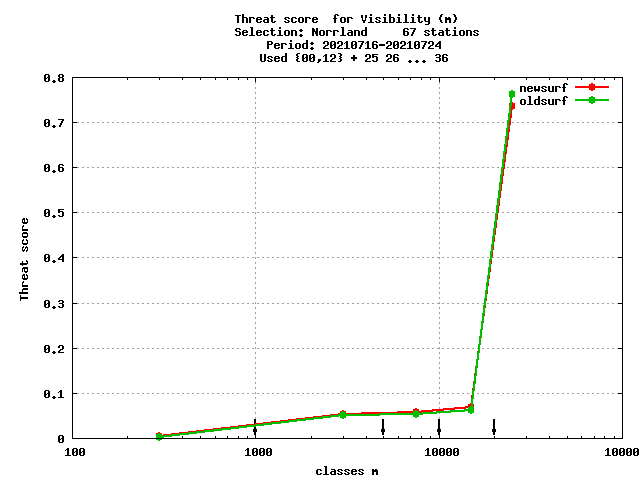 Threat score for Visibility (m)
Selection: Norrland 67 stations
Period: 20210716-20210724
Used {00,12} + 25 26 ... 36
newsurf
oldsurf
0.8
0.7
0.6
0.5
0.4
0.3
0.2
0.1
0
Threat score
100
1000
10000
10000
classes m